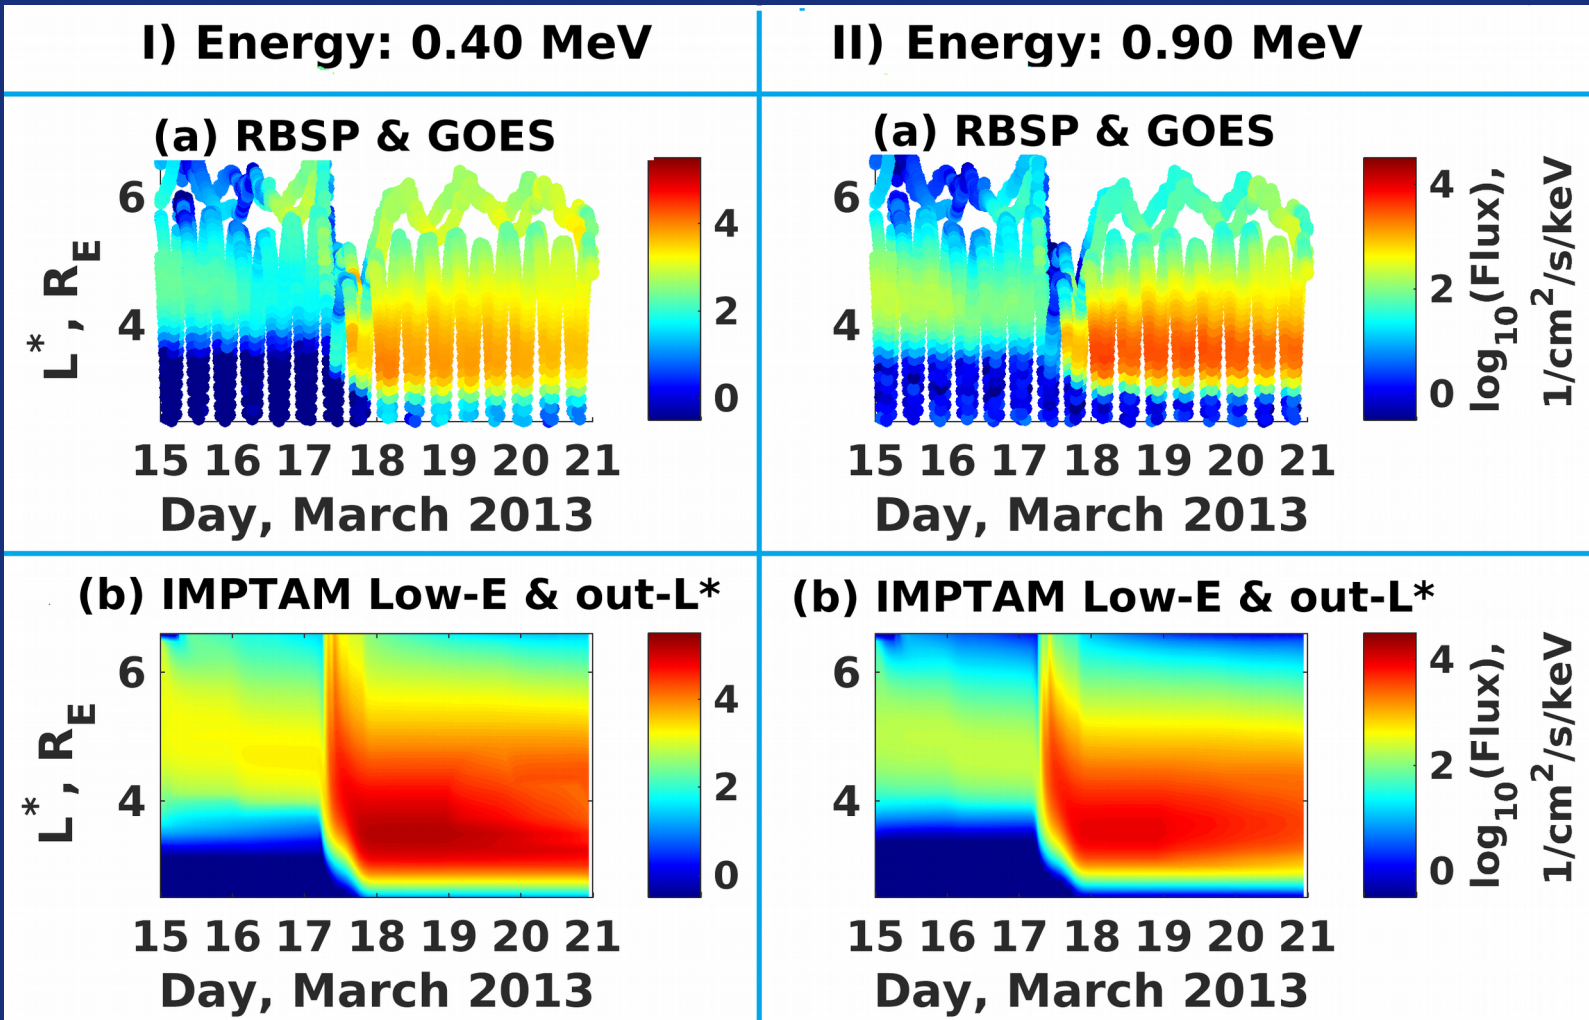 I) Energy: 0.40 MeV
II) Energy: 0.90 MeV
(a) RBSP & GOES
6
4
L*, R_E
4
2
0
15 16 17 18 19 20 21
Day, March 2013
(a) RBSP & GOES
6
4
4
2
0
log10(Flux),
1/cm²/s/keV
15 16 17 18 19 20 21
Day, March 2013
(b) IMPTAM Low-E & out-L*
6
4
L*, R_E
4
2
0
15 16 17 18 19 20 21
Day, March 2013
(b) IMPTAM Low-E & out-L*
6
4
4
2
0
log10(Flux),
1/cm²/s/keV
15 16 17 18 19 20 21
Day, March 2013